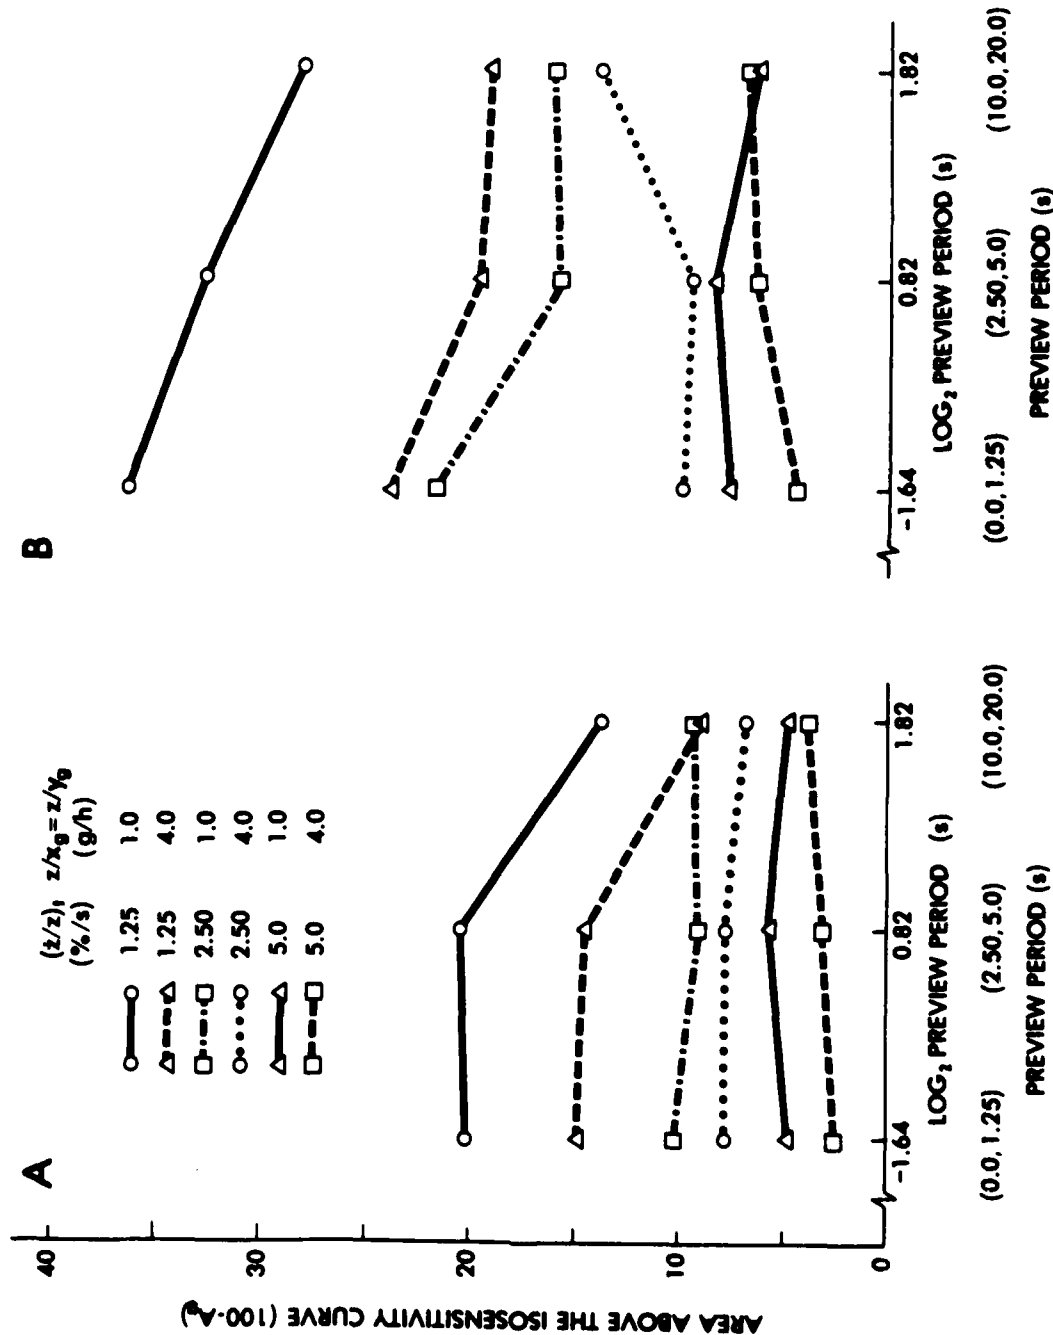 A
B
(ż/z)ₜ z/x_g = z/y_g
(%/s) (g/h)
1.25 1.0
1.25 4.0
2.50 1.0
2.50 4.0
5.0 1.0
5.0 4.0
AREA ABOVE THE ISOSENSITIVITY CURVE (100-A_g)
40
30
20
10
0
-1.64 0.82 1.82
LOG₂ PREVIEW PERIOD (s)
(0.0, 1.25) (2.50, 5.0) (10.0, 20.0)
PREVIEW PERIOD (s)
-1.64 0.82 1.82
LOG₂ PREVIEW PERIOD (s)
(0.0, 1.25) (2.50, 5.0) (10.0, 20.0)
PREVIEW PERIOD (s)